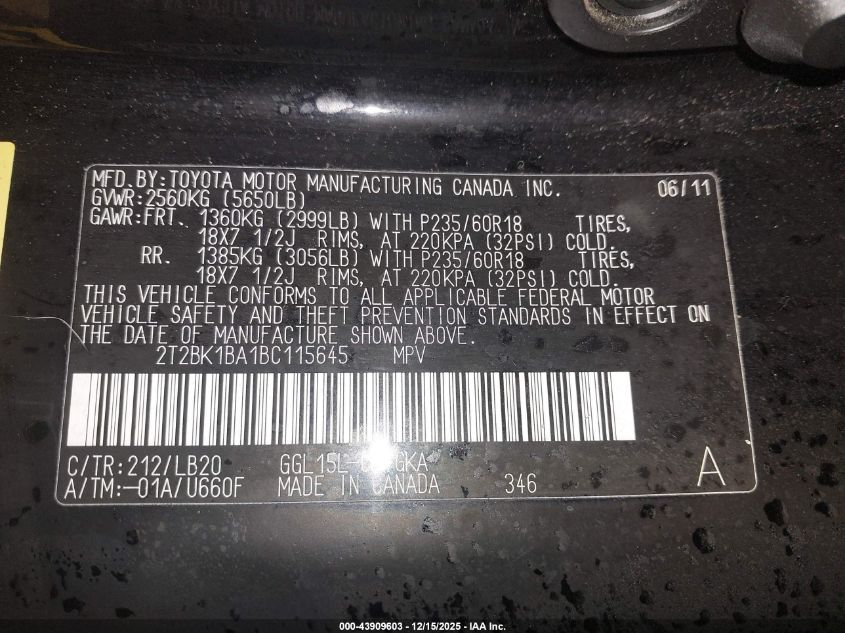 MFD.BY:TOYOTA MOTOR MANUFACTURING CANADA INC. 06/11
GVWR:2560KG (5650LB)
GAWR:FRT. 1360KG (2999LB) WITH P235/60R18 TIRES,
18X7 1/2J RIMS, AT 220KPA (32PSI) COLD.
RR. 1385KG (3056LB) WITH P235/60R18 TIRES,
18X7 1/2J RIMS, AT 220KPA (32PSI) COLD.
THIS VEHICLE CONFORMS TO ALL APPLICABLE FEDERAL MOTOR
VEHICLE SAFETY AND THEFT PREVENTION STANDARDS IN EFFECT ON
THE DATE OF MANUFACTURE SHOWN ABOVE.
2T2BK1BA1BC115645 MPV
C/TR:212/LB20
A/TM:-01A/U660F MADE IN CANADA 346 A
000-43909603 - 12/15/2025 - IAA Inc.